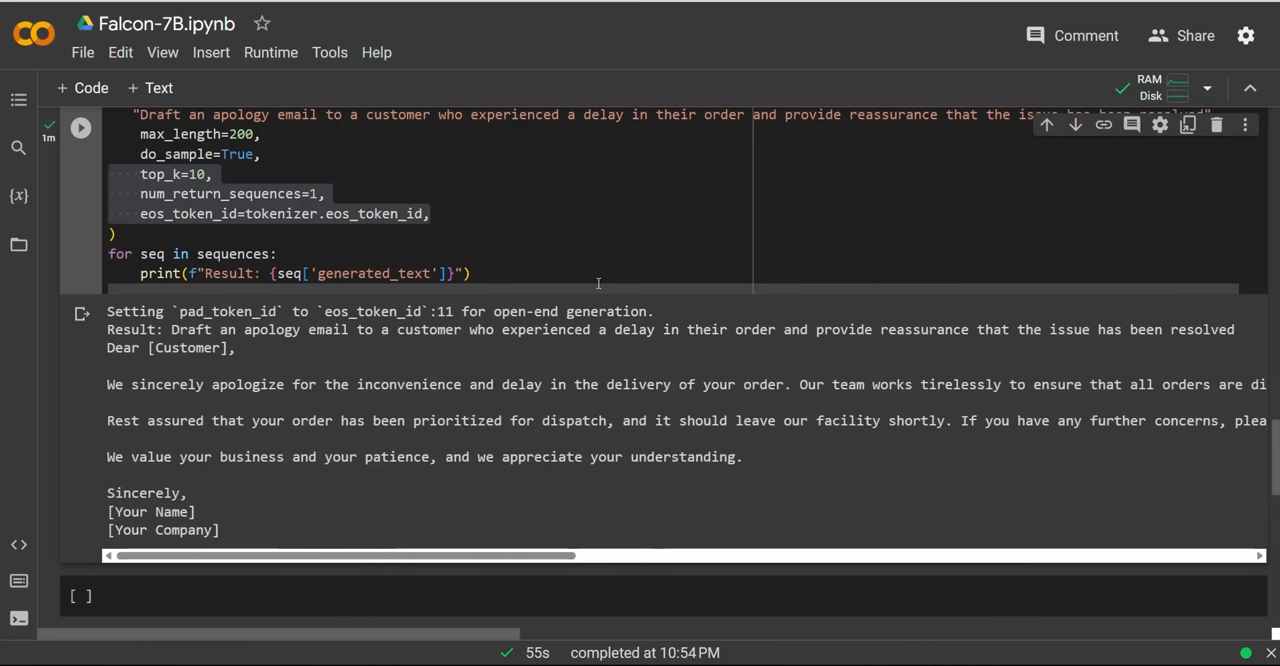 Falcon-7B.ipynb
Comment
Share
File Edit View Insert Runtime Tools Help
+ Code + Text
RAM
Disk
"Draft an apology email to a customer who experienced a delay in their order and provide reassurance that the issue has been resolved"
1m
max_length=200,
do_sample=True,
top_k=10,
{x}
num_return_sequences=1,
eos_token_id=tokenizer.eos_token_id,
)
for seq in sequences:
print(f"Result: {seq['generated_text']}")
Setting `pad_token_id` to `eos_token_id`:11 for open-end generation.
Result: Draft an apology email to a customer who experienced a delay in their order and provide reassurance that the issue has been resolved
Dear [Customer],
We sincerely apologize for the inconvenience and delay in the delivery of your order. Our team works tirelessly to ensure that all orders are di
Rest assured that your order has been prioritized for dispatch, and it should leave our facility shortly. If you have any further concerns, plea
We value your business and your patience, and we appreciate your understanding.
Sincerely,
[Your Name]
[Your Company]
[ ]
55s completed at 10:54 PM